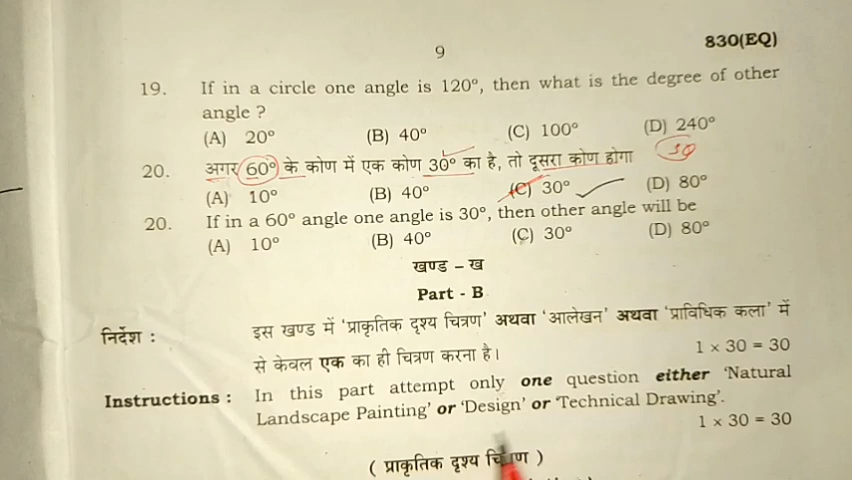 830(EQ)
9
19. If in a circle one angle is 120°, then what is the degree of other
angle ?
(A) 20° (B) 40° (C) 100° (D) 240°
20. अगर 60° के कोण में एक कोण 30° का है, तो दूसरा कोण होगा 30
(A) 10° (B) 40° (C) 30° (D) 80°
20. If in a 60° angle one angle is 30°, then other angle will be
(A) 10° (B) 40° (C) 30° (D) 80°
खण्ड – ख
Part - B
निर्देश : इस खण्ड में 'प्राकृतिक दृश्य चित्रण' अथवा 'आलेखन' अथवा 'प्राविधिक कला' में
से केवल एक का ही चित्रण करना है। 1 × 30 = 30
Instructions : In this part attempt only one question either 'Natural
Landscape Painting' or 'Design' or 'Technical Drawing'.
1 × 30 = 30
( प्राकृतिक दृश्य चित्रण )